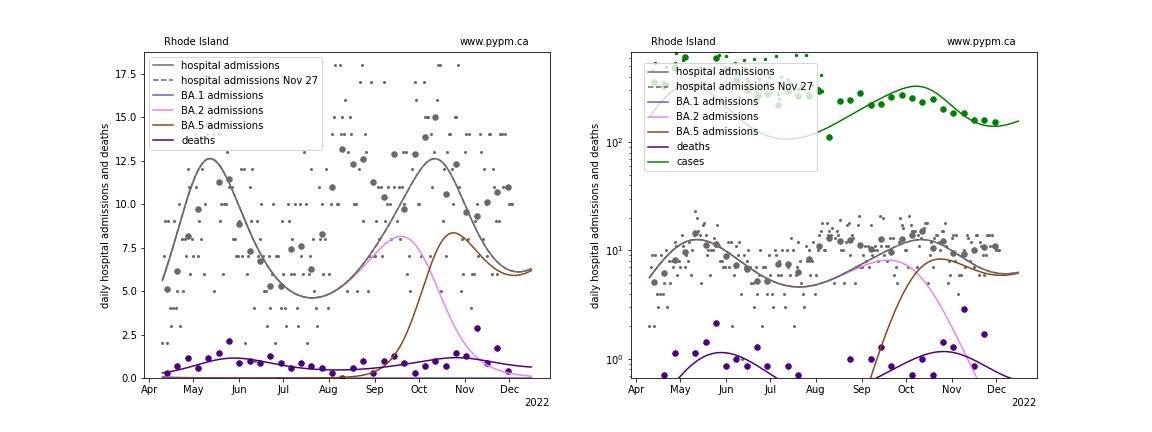 Rhode Island www.pypm.ca
hospital admissions
hospital admissions Nov 27
BA.1 admissions
BA.2 admissions
BA.5 admissions
deaths
daily hospital admissions and deaths
17.5
15.0
12.5
10.0
7.5
5.0
2.5
0.0
Apr May Jun Jul Aug Sep Oct Nov Dec
2022
Rhode Island www.pypm.ca
hospital admissions
hospital admissions Nov 27
BA.1 admissions
BA.2 admissions
BA.5 admissions
deaths
cases
daily hospital admissions and deaths
10²
10¹
10⁰
Apr May Jun Jul Aug Sep Oct Nov Dec
2022